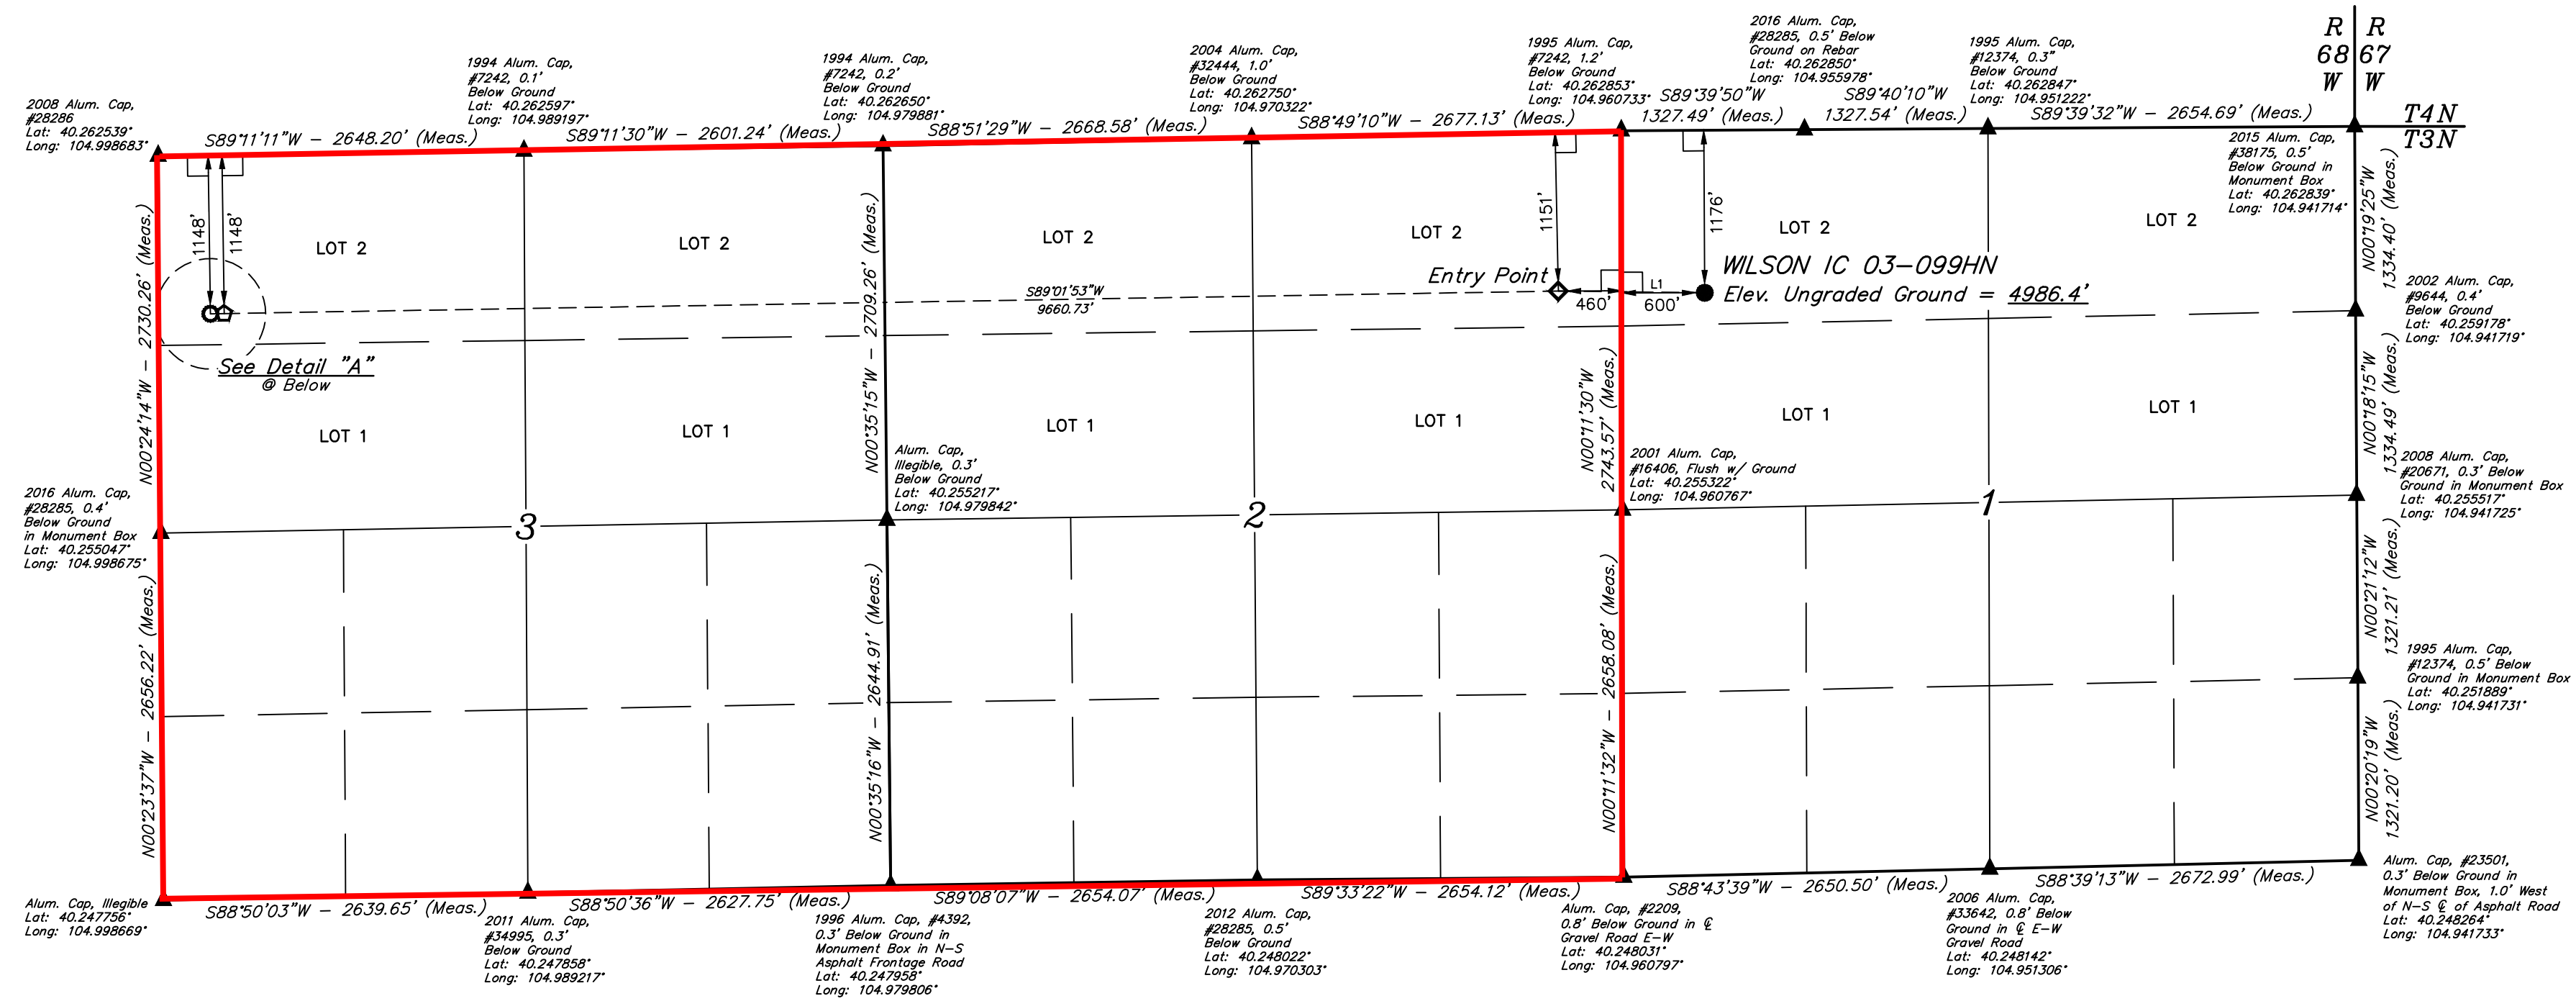 2008 Alum. Cap,
#28286
Lat: 40.262539°
Long: 104.998683°
1994 Alum. Cap,
#7242, 0.1'
Below Ground
Lat: 40.262597°
Long: 104.989197°
1994 Alum. Cap,
#7242, 0.2'
Below Ground
Lat: 40.262650°
Long: 104.979881°
2004 Alum. Cap,
#32444, 1.0'
Below Ground
Lat: 40.262750°
Long: 104.970322°
1995 Alum. Cap,
#7242, 1.2'
Below Ground
Lat: 40.262853°
Long: 104.960733°
2016 Alum. Cap,
#28285, 0.5' Below
Ground on Rebar
Lat: 40.262850°
Long: 104.955978°
1995 Alum. Cap,
#12374, 0.3"
Below Ground
Lat: 40.262847°
Long: 104.951222°
R R
68 67
W W
T4N
T3N
S89°11'11"W - 2648.20' (Meas.)
S89°11'30"W - 2601.24' (Meas.)
S88°51'29"W - 2668.58' (Meas.)
S88°49'10"W - 2677.13' (Meas.)
S89°39'50"W
1327.49' (Meas.)
S89°40'10"W
1327.54' (Meas.)
S89°39'32"W - 2654.69' (Meas.)
2015 Alum. Cap,
#38175, 0.5'
Below Ground in
Monument Box
Lat: 40.262839°
Long: 104.941714°
N00°19'25"W
1334.40' (Meas.)
N00°24'14"W - 2730.26' (Meas.)
1148'
1148'
LOT 2
LOT 2
N00°35'15"W - 2709.26' (Meas.)
LOT 2
LOT 2
1151'
1176'
LOT 2
LOT 2
Entry Point
WILSON IC 03-099HN
Elev. Ungraded Ground = 4986.4'
S89°01'53"W
9660.73'
460'
L1
600'
2002 Alum. Cap,
#9644, 0.4'
Below Ground
Lat: 40.259178°
Long: 104.941719°
See Detail "A"
@ Below
N00°18'15"W
1334.49' (Meas.)
LOT 1
LOT 1
LOT 1
LOT 1
N00°11'30"W
2743.57' (Meas.)
LOT 1
LOT 1
Alum. Cap,
Illegible, 0.3'
Below Ground
Lat: 40.255217°
Long: 104.979842°
2001 Alum. Cap,
#16406, Flush w/ Ground
Lat: 40.255322°
Long: 104.960767°
2008 Alum. Cap,
#20671, 0.3' Below
Ground in Monument Box
Lat: 40.255517°
Long: 104.941725°
2016 Alum. Cap,
#28285, 0.4'
Below Ground
in Monument Box
Lat: 40.255047°
Long: 104.998675°
3
2
1
N00°23'37"W - 2656.22' (Meas.)
N00°35'16"W - 2644.91' (Meas.)
N00°11'32"W - 2658.08' (Meas.)
N00°21'12"W
1321.21' (Meas.)
1995 Alum. Cap,
#12374, 0.5' Below
Ground in Monument Box
Lat: 40.251889°
Long: 104.941731°
N00°20'19"W
1321.20' (Meas.)
S88°50'03"W - 2639.65' (Meas.)
S88°50'36"W - 2627.75' (Meas.)
S89°08'07"W - 2654.07' (Meas.)
S89°33'22"W - 2654.12' (Meas.)
S88°43'39"W - 2650.50' (Meas.)
S88°39'13"W - 2672.99' (Meas.)
Alum. Cap, Illegible
Lat: 40.247756°
Long: 104.998669°
2011 Alum. Cap,
#34995, 0.3'
Below Ground
Lat: 40.247858°
Long: 104.989217°
1996 Alum. Cap, #4392,
0.3' Below Ground in
Monument Box in N-S
Asphalt Frontage Road
Lat: 40.247958°
Long: 104.979806°
2012 Alum. Cap,
#28285, 0.5'
Below Ground
Lat: 40.248022°
Long: 104.970303°
Alum. Cap, #2209,
0.8' Below Ground in ℄
Gravel Road E-W
Lat: 40.248031°
Long: 104.960797°
2006 Alum. Cap,
#33642, 0.8' Below
Ground in ℄ E-W
Gravel Road
Lat: 40.248142°
Long: 104.951306°
Alum. Cap, #23501,
0.3' Below Ground in
Monument Box, 1.0' West
of N-S ℄ of Asphalt Road
Lat: 40.248264°
Long: 104.941733°